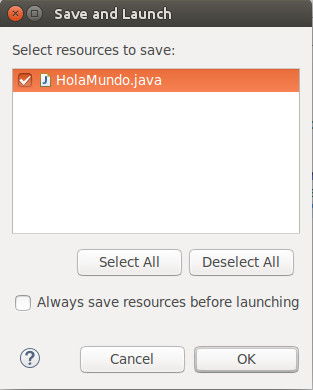 Save and Launch
Select resources to save:
HolaMundo.java
Select All Deselect All
Always save resources before launching
? Cancel OK